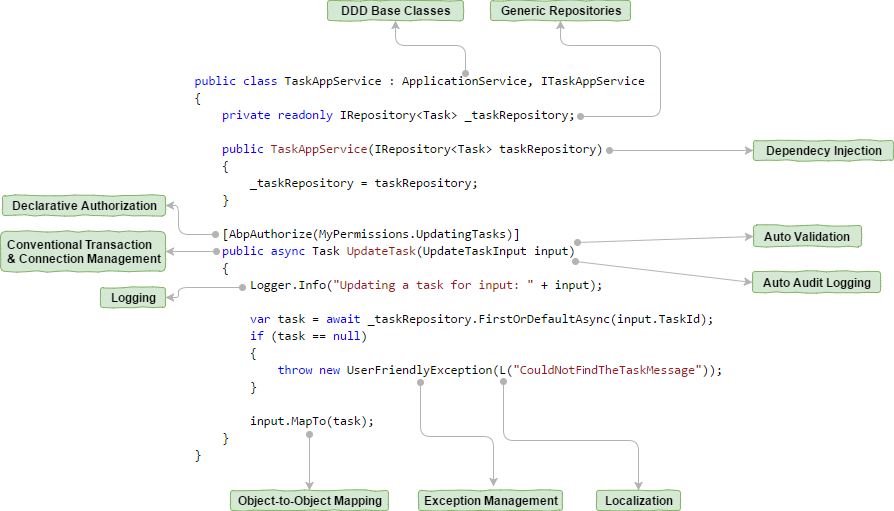 DDD Base Classes
Generic Repositories
public class TaskAppService : ApplicationService, ITaskAppService
{
private readonly IRepository<Task> _taskRepository;
public TaskAppService(IRepository<Task> taskRepository)
Dependecy Injection
{
_taskRepository = taskRepository;
}
Declarative Authorization
[AbpAuthorize(MyPermissions.UpdatingTasks)]
Auto Validation
Conventional Transaction
& Connection Management
public async Task UpdateTask(UpdateTaskInput input)
{
Auto Audit Logging
Logging
Logger.Info("Updating a task for input: " + input);
var task = await _taskRepository.FirstOrDefaultAsync(input.TaskId);
if (task == null)
{
throw new UserFriendlyException(L("CouldNotFindTheTaskMessage"));
}
input.MapTo(task);
}
}
Object-to-Object Mapping
Exception Management
Localization